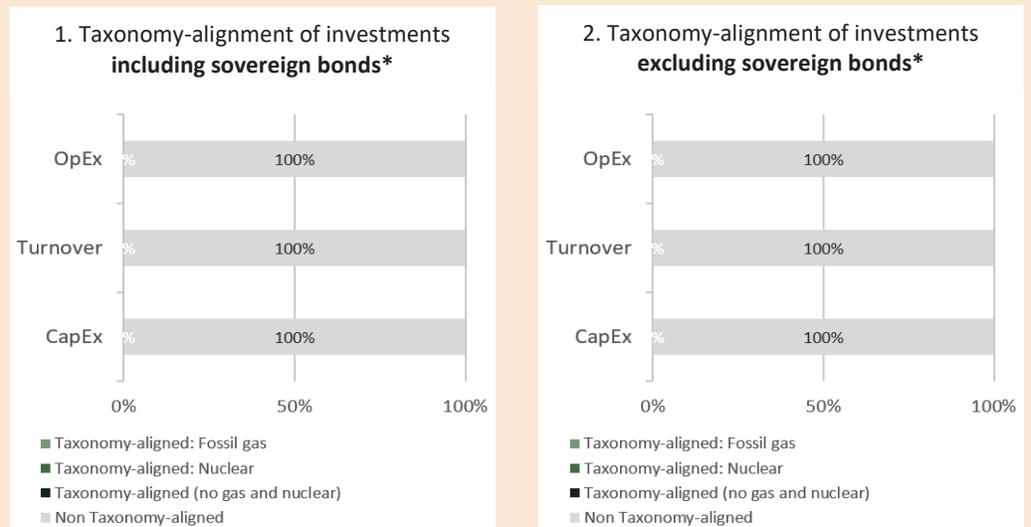 1. Taxonomy-alignment of investments
including sovereign bonds*
OpEx
%
100%
Turnover
%
100%
CapEx
%
100%
0%
50%
100%
Taxonomy-aligned: Fossil gas
Taxonomy-aligned: Nuclear
Taxonomy-aligned (no gas and nuclear)
Non Taxonomy-aligned
2. Taxonomy-alignment of investments
excluding sovereign bonds*
OpEx
%
100%
Turnover
%
100%
CapEx
%
100%
0%
50%
100%
Taxonomy-aligned: Fossil gas
Taxonomy-aligned: Nuclear
Taxonomy-aligned (no gas and nuclear)
Non Taxonomy-aligned